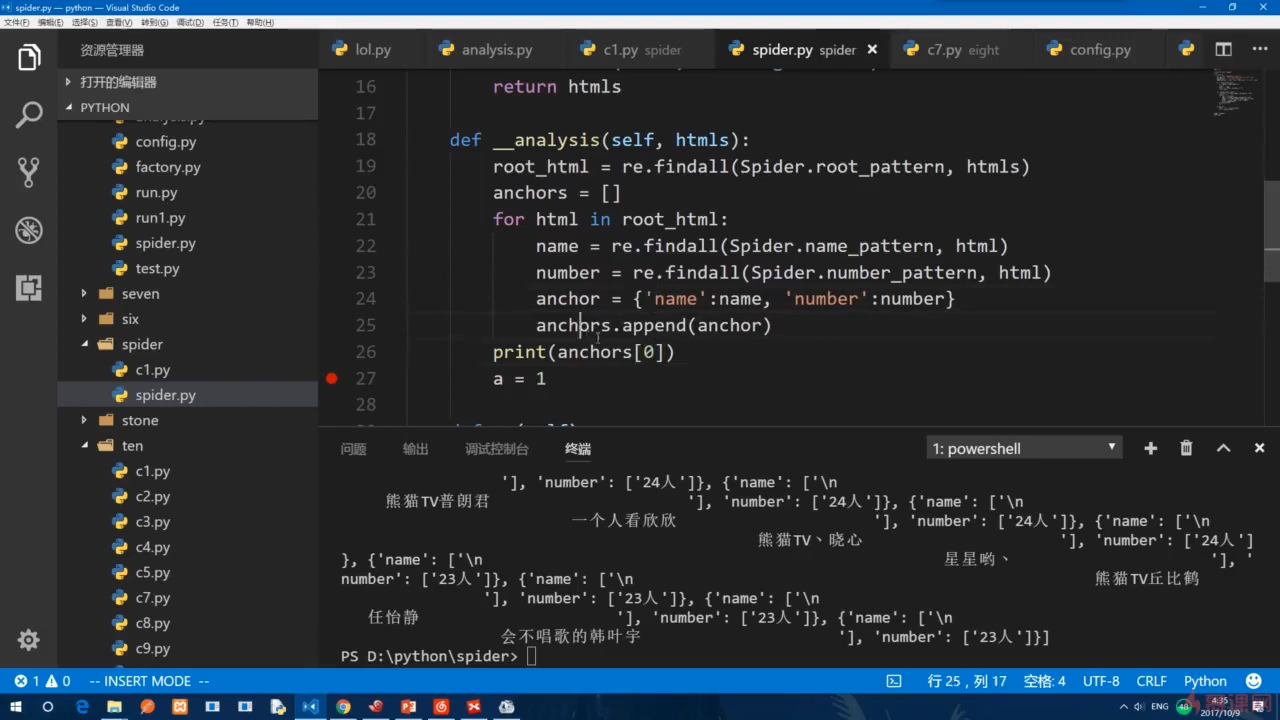 spider.py — python — Visual Studio Code
文件(F) 编辑(E) 选择(S) 查看(V) 转到(G) 调试(D) 任务(T) 帮助(H)
资源管理器
lol.py analysis.py c1.py spider spider.py spider c7.py eight config.py
打开的编辑器
PYTHON
analysis.py
config.py
factory.py
run.py
run1.py
spider.py
test.py
seven
six
spider
c1.py
spider.py
stone
ten
c1.py
c2.py
c3.py
c4.py
c5.py
c7.py
c8.py
c9.py
16 return htmls
17
18 def __analysis(self, htmls):
19 root_html = re.findall(Spider.root_pattern, htmls)
20 anchors = []
21 for html in root_html:
22 name = re.findall(Spider.name_pattern, html)
23 number = re.findall(Spider.number_pattern, html)
24 anchor = {'name':name, 'number':number}
25 anchors.append(anchor)
26 print(anchors[0])
27 a = 1
28
问题 输出 调试控制台 终端 1: powershell
'], 'number': ['24人']}, {'name': ['\n
熊猫TV普朗君 '], 'number': ['24人']}, {'name': ['\n
一个人看欣欣 '], 'number': ['24人']}, {'name': ['\n
熊猫TV丶晓心 '], 'number': ['24人']
}, {'name': ['\n 星星哟丶 '], '
number': ['23人']}, {'name': ['\n 熊猫TV丘比鹤
'], 'number': ['23人']}, {'name': ['\n
任怡静 '], 'number': ['23人']}, {'name': ['\n
会不唱歌的韩叶宇 '], 'number': ['23人']}]
PS D:\python\spider>
1 0 -- INSERT MODE -- 行 25，列 17 空格: 4 UTF-8 CRLF Python
ENG 48 4:35
2017/10/9